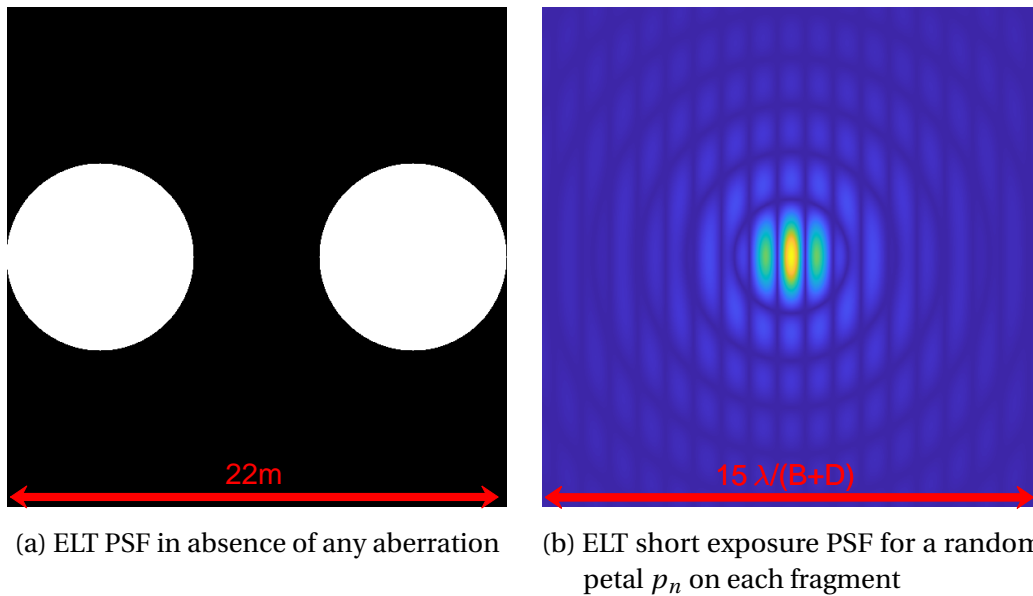 22m
15 λ/(B+D)
(a) ELT PSF in absence of any aberration
(b) ELT short exposure PSF for a random
petal pₙ on each fragment